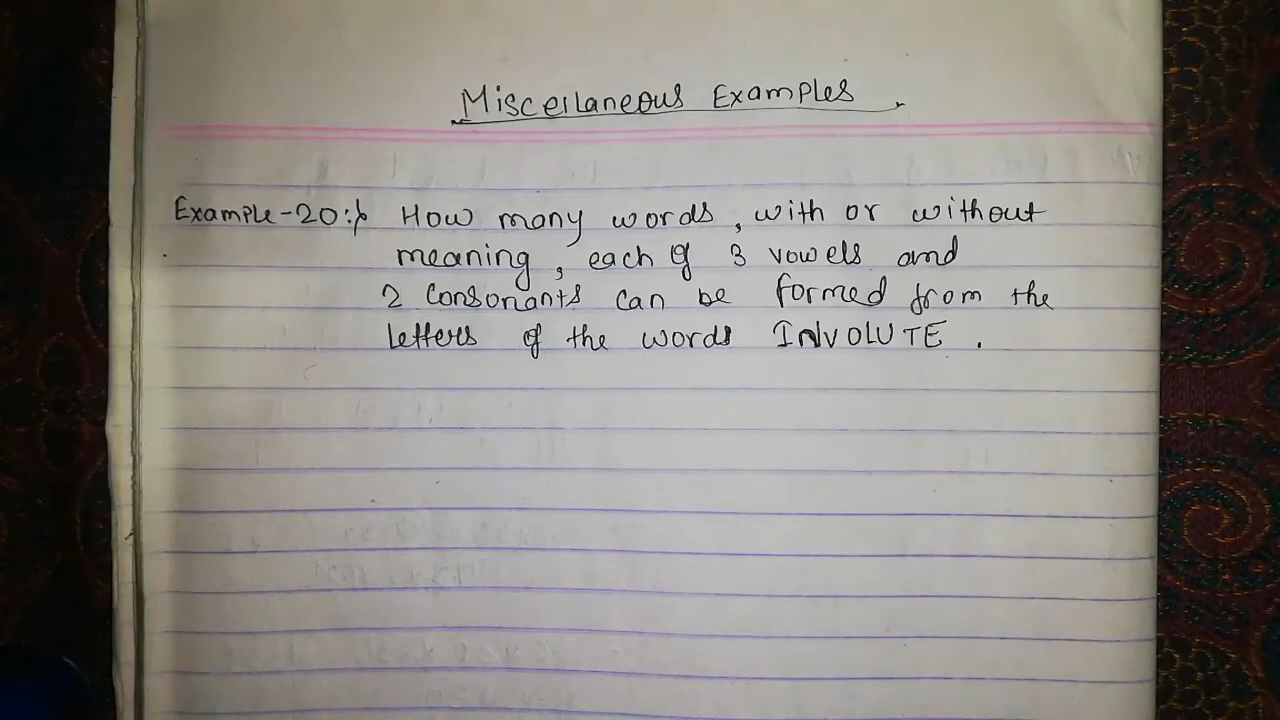 Miscellaneous Examples
Example-20:⇒ How many words, with or without
meaning, each of 3 vowels and
2 consonants can be formed from the
letters of the words INVOLUTE.